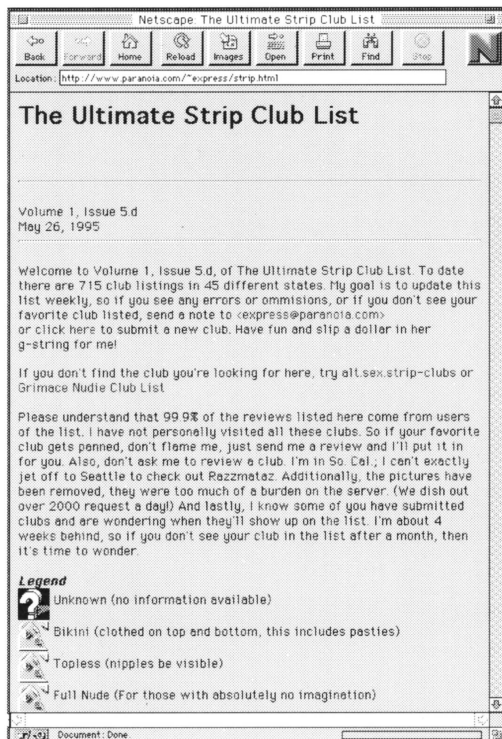 Netscape: The Ultimate Strip Club List
Back Forward Home Reload Images Open Print Find Stop N
Location: http://www.paranoia.com/~express/strip.html
The Ultimate Strip Club List
Volume 1, Issue 5.d
May 26, 1995
Welcome to Volume 1, Issue 5.d, of The Ultimate Strip Club List. To date
there are 715 club listings in 45 different states. My goal is to update this
list weekly, so if you see any errors or ommisions, or if you don't see your
favorite club listed, send a note to <express@paranoia.com>
or click here to submit a new club. Have fun and slip a dollar in her
g-string for me!
If you don't find the club you're looking for here, try alt.sex.strip-clubs or
Grimace Nudie Club List
Please understand that 99.9% of the reviews listed here come from users
of the list. I have not personally visited all these clubs. So if your favorite
club gets panned, don't flame me, just send me a review and I'll put it in
for you. Also, don't ask me to review a club. I'm in So. Cal.; I can't exactly
jet off to Seattle to check out Razzmataz. Additionally, the pictures have
been removed, they were too much of a burden on the server. (We dish out
over 2000 request a day!) And lastly, I know some of you have submitted
clubs and are wondering when they'll show up on the list. I'm about 4
weeks behind, so if you don't see your club in the list after a month, then
it's time to wonder.
Legend
? Unknown (no information available)
Bikini (clothed on top and bottom, this includes pasties)
Topless (nipples be visible)
Full Nude (For those with absolutely no imagination)
Document: Done.